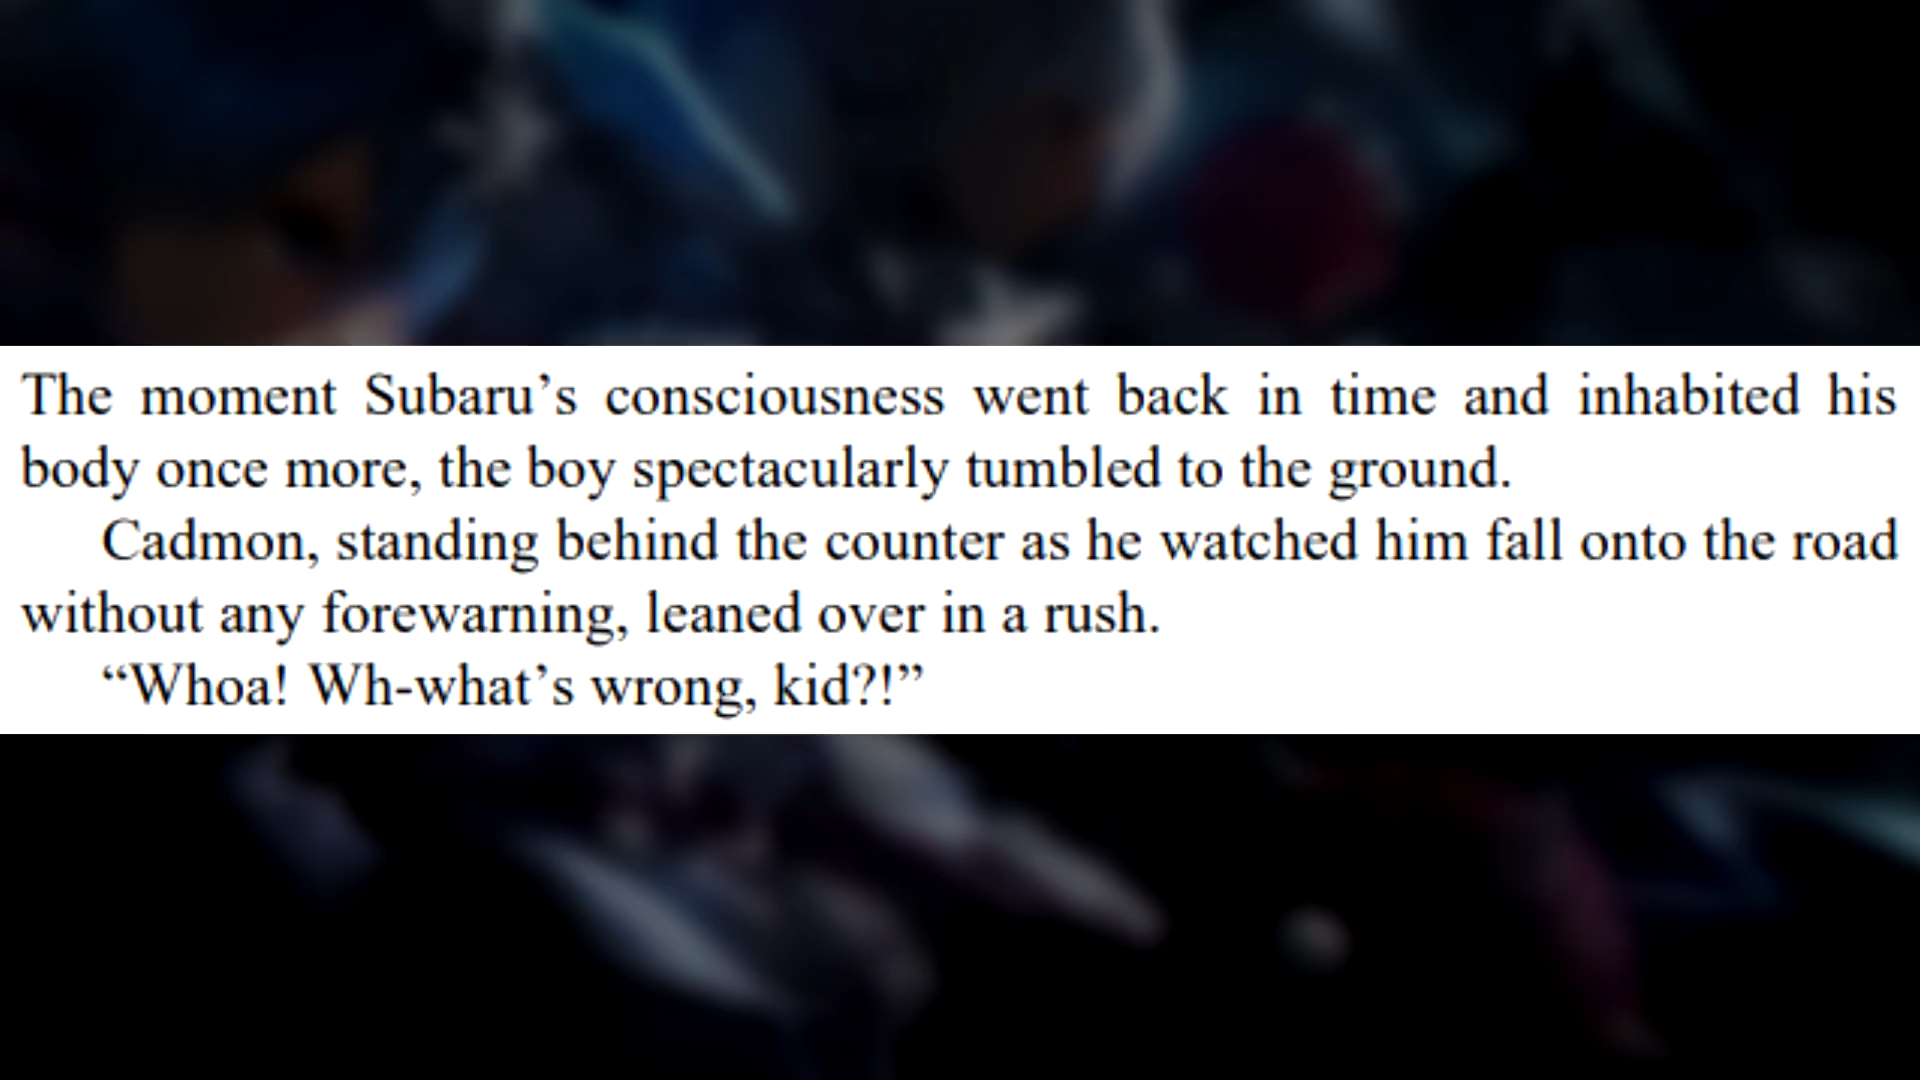 The moment Subaru’s consciousness went back in time and inhabited his
body once more, the boy spectacularly tumbled to the ground.
Cadmon, standing behind the counter as he watched him fall onto the road
without any forewarning, leaned over in a rush.
“Whoa! Wh-what’s wrong, kid?!”